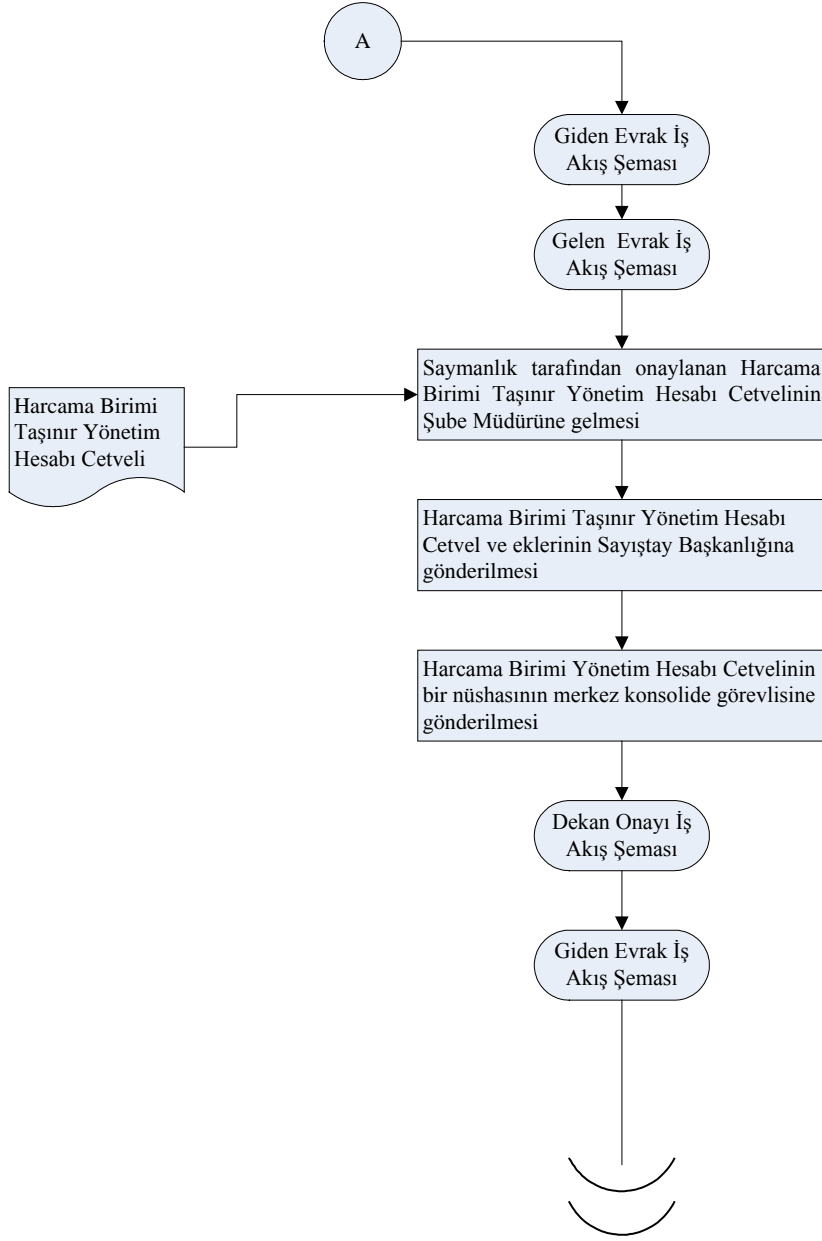 A
Giden Evrak İş
Akış Şeması
Gelen Evrak İş
Akış Şeması
Saymanlık tarafından onaylanan Harcama
Birimi Taşınır Yönetim Hesabı Cetvelinin
Şube Müdürüne gelmesi
Harcama Birimi
Taşınır Yönetim
Hesabı Cetveli
Harcama Birimi Taşınır Yönetim Hesabı
Cetvel ve eklerinin Sayıştay Başkanlığına
gönderilmesi
Harcama Birimi Yönetim Hesabı Cetvelinin
bir nüshasının merkez konsolide görevlisine
gönderilmesi
Dekan Onayı İş
Akış Şeması
Giden Evrak İş
Akış Şeması